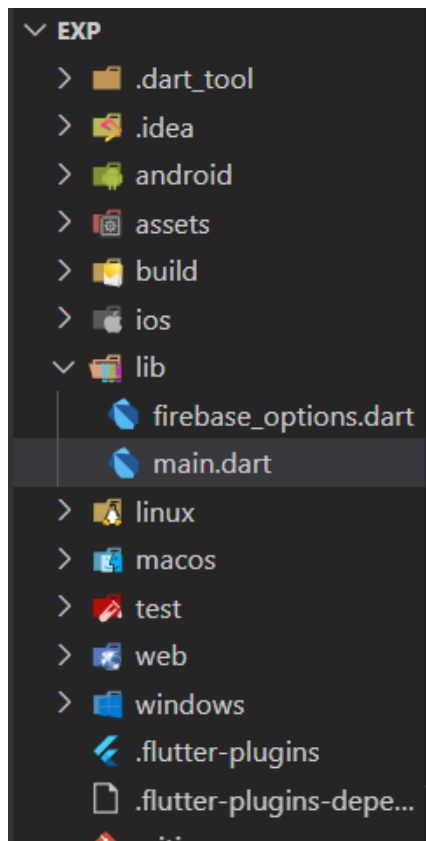 EXP
.dart_tool
.idea
android
assets
build
ios
lib
firebase_options.dart
main.dart
linux
macos
test
web
windows
.flutter-plugins
.flutter-plugins-depe...